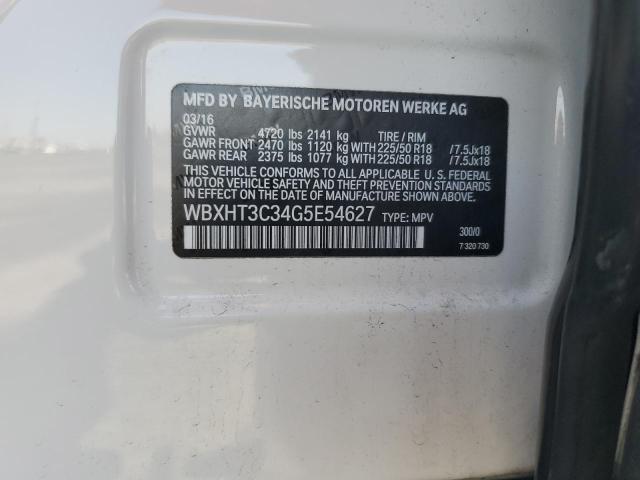 MFD BY BAYERISCHE MOTOREN WERKE AG
03/16
GVWR 4720 lbs 2141 kg TIRE / RIM
GAWR FRONT 2470 lbs 1120 kg WITH 225/50 R18 /7.5Jx18
GAWR REAR 2375 lbs 1077 kg WITH 225/50 R18 /7.5Jx18
THIS VEHICLE CONFORMS TO ALL APPLICABLE U. S. FEDERAL
MOTOR VEHICLE SAFETY, BUMPER, AND THEFT PREVENTION STANDARDS
IN EFFECT ON THE DATE OF MANUFACTURE SHOWN ABOVE.
WBXHT3C34G5E54627 TYPE: MPV
300/0
7 320 730